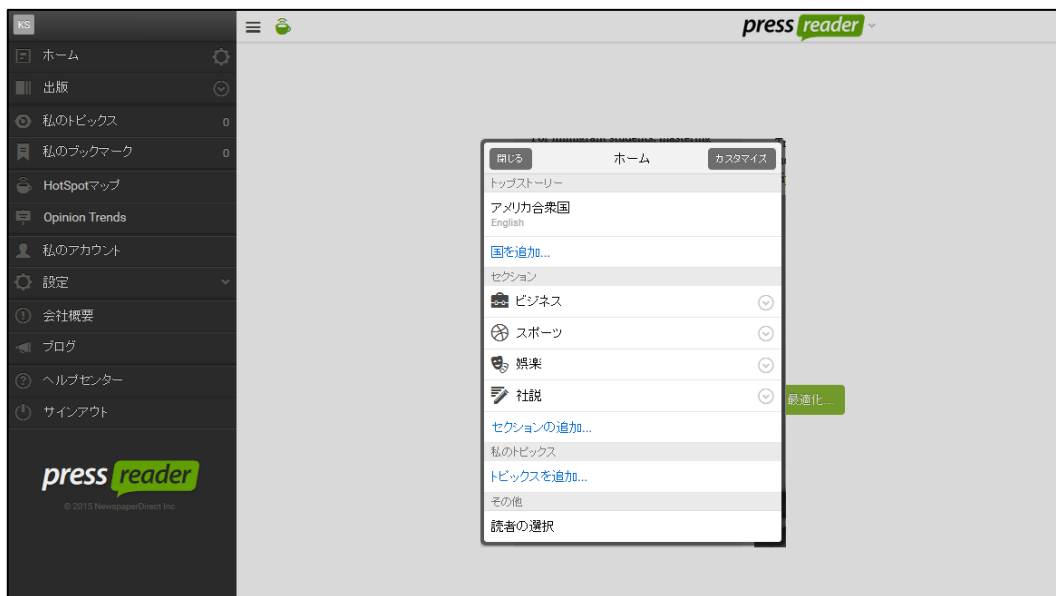 KS
ホーム
出版
私のトピックス 0
私のブックマーク 0
HotSpotマップ
Opinion Trends
私のアカウント
設定
会社概要
ブログ
ヘルプセンター
サインアウト
press reader
© 2015 NewspaperDirect Inc.
press reader
For immigrant students, mastering
閉じる ホーム カスタマイズ
トップストーリー
アメリカ合衆国
English
国を追加...
セクション
ビジネス
スポーツ
娯楽
社説
セクションの追加...
私のトピックス
トピックスを追加...
その他
読者の選択
最適化...